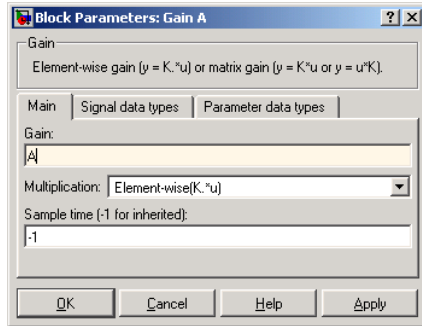 Block Parameters: Gain A
Gain
Element-wise gain (y = K.*u) or matrix gain (y = K*u or y = u*K).
Main Signal data types Parameter data types
Gain:
A
Multiplication: Element-wise(K.*u)
Sample time (-1 for inherited):
-1
OK Cancel Help Apply